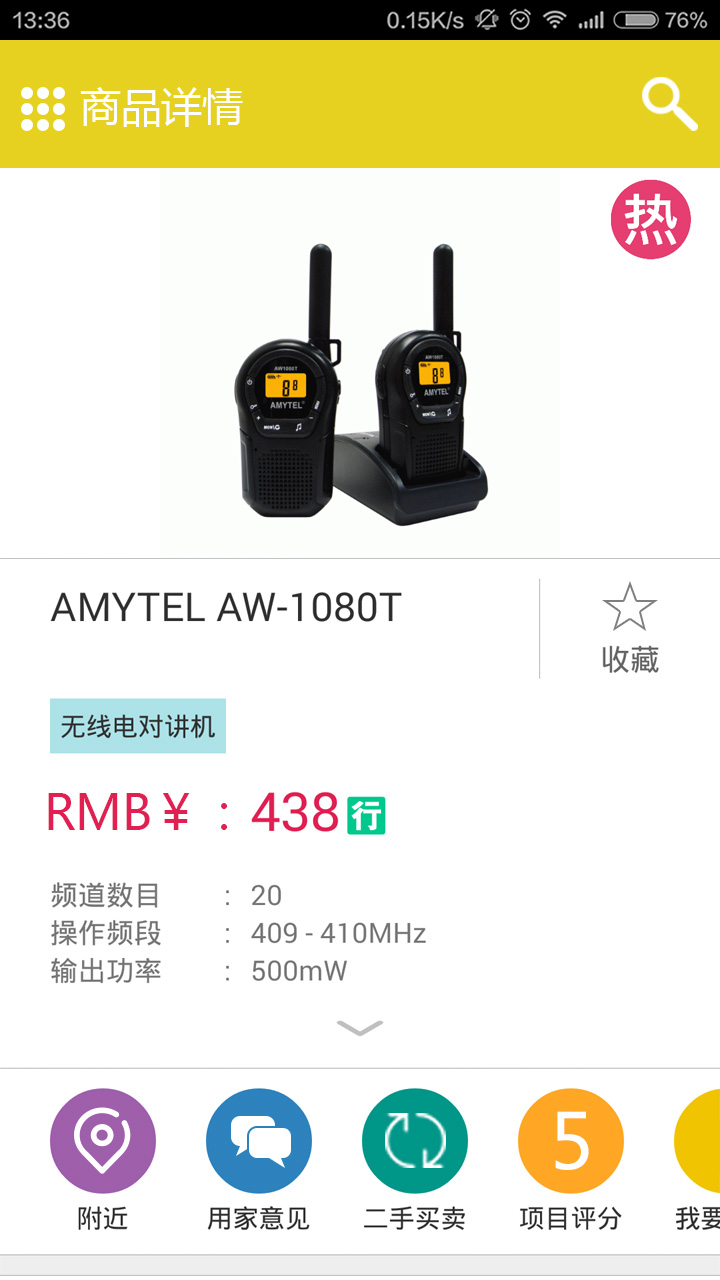 13:36 0.15K/s 76%
商品详情
热
AW1080T
88
AMYTEL
AW1080T
88
AMYTEL
AMYTEL AW-1080T
收藏
无线电对讲机
RMB¥ : 438 行
频道数目 : 20
操作频段 : 409 - 410MHz
输出功率 : 500mW
5
附近 用家意见 二手买卖 项目评分 我要